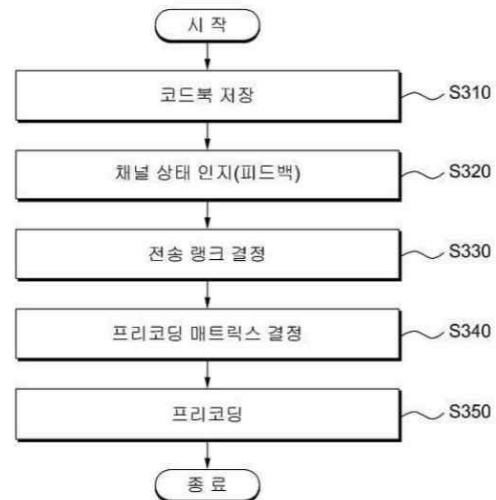 시 작
코드북 저장
S310
채널 상태 인지(피드백)
S320
전송 랭크 결정
S330
프리코딩 매트릭스 결정
S340
프리코딩
S350
종 료